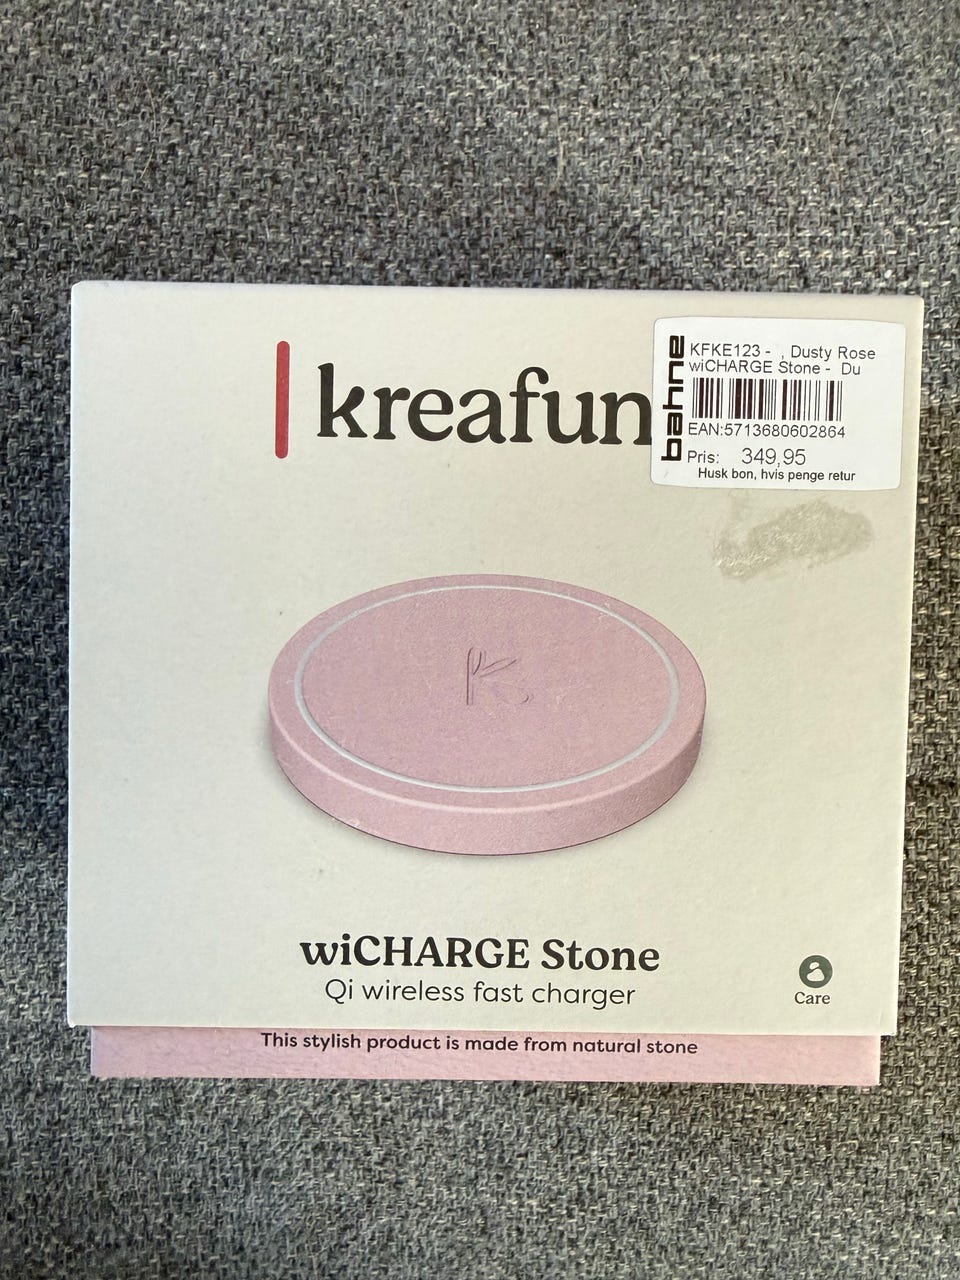 kreafun
bahne
KFKE123 - , Dusty Rose
wiCHARGE Stone - Du
EAN:5713680602864
Pris: 349,95
Husk bon, hvis penge retur
K
wiCHARGE Stone
Qi wireless fast charger
Care
This stylish product is made from natural stone